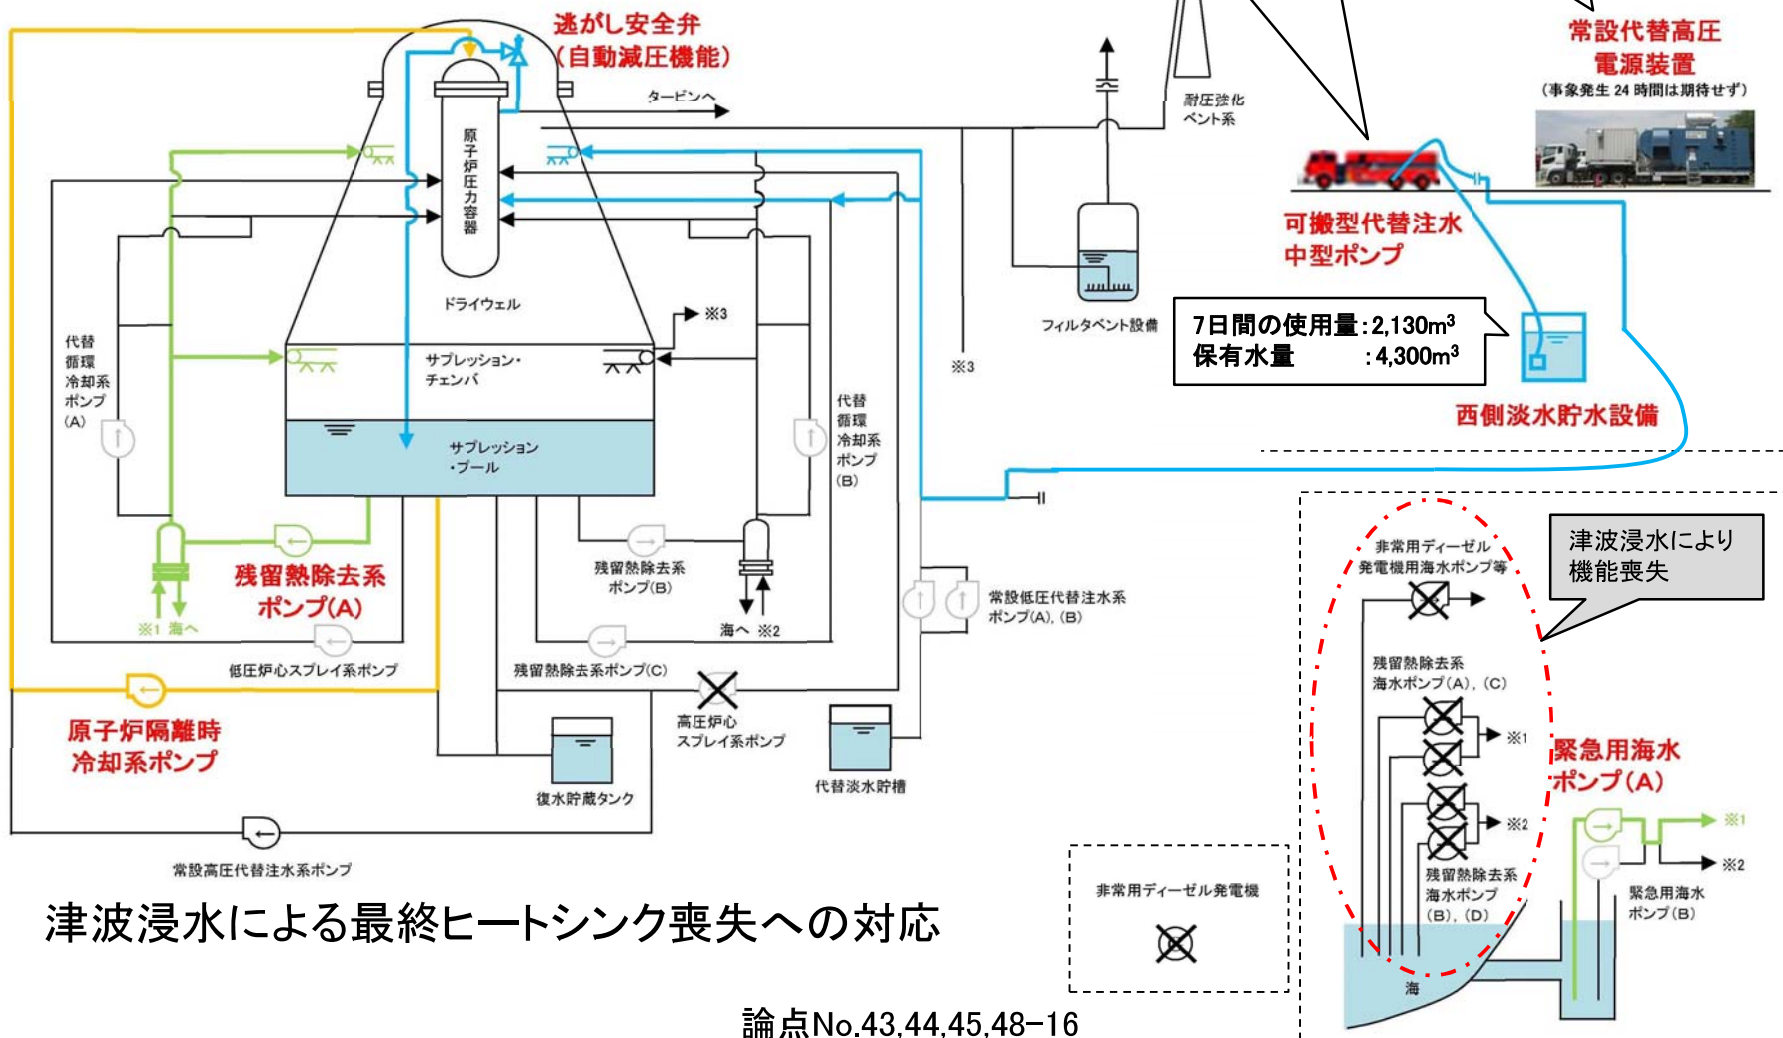 逃がし安全弁
(自動減圧機能)
タービンへ
原子炉圧力容器
ドライウェル
※3
サプレッション・
チェンバ
サプレッション
・プール
代替
循環
冷却系
ポンプ
(A)
代替
循環
冷却系
ポンプ
(B)
残留熱除去系
ポンプ(A)
※1 海へ
残留熱除去系
ポンプ(B)
海へ ※2
低圧炉心スプレイ系ポンプ
残留熱除去系ポンプ(C)
原子炉隔離時
冷却系ポンプ
高圧炉心
スプレイ系ポンプ
復水貯蔵タンク
代替淡水貯槽
常設高圧代替注水系ポンプ
常設低圧代替注水系
ポンプ(A), (B)
耐圧強化
ベント系
フィルタベント設備
※3
常設代替高圧
電源装置
(事象発生 24 時間は期待せず)
可搬型代替注水
中型ポンプ
7日間の使用量:2,130m³
保有水量 :4,300m³
西側淡水貯水設備
津波浸水により
機能喪失
非常用ディーゼル
発電機用海水ポンプ等
残留熱除去系
海水ポンプ(A), (C)
※1
※2
残留熱除去系
海水ポンプ
(B), (D)
海
緊急用海水
ポンプ(A)
※1
※2
緊急用海水
ポンプ(B)
非常用ディーゼル発電機
津波浸水による最終ヒートシンク喪失への対応
論点No.43,44,45,48-16